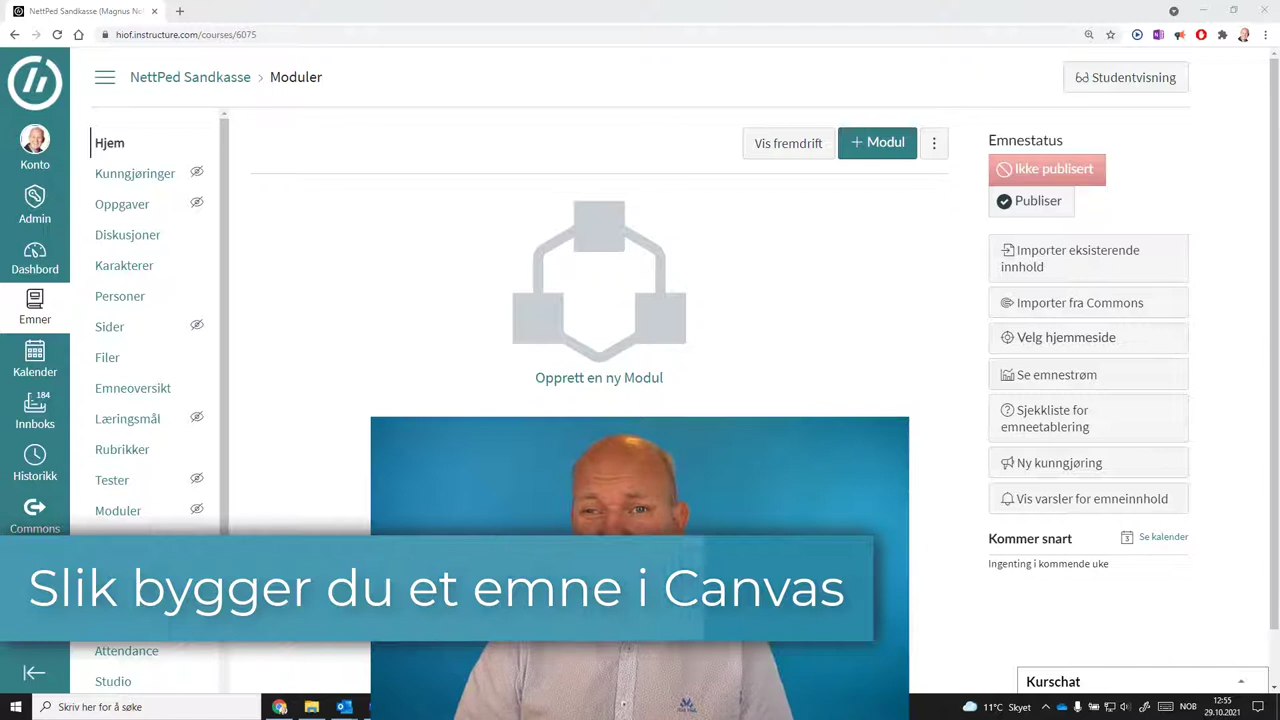 NettPed Sandkasse (Magnus No
hiof.instructure.com/courses/6075
NettPed Sandkasse > Moduler
Studentvisning
Konto
Admin
Dashbord
Emner
Kalender
184
Innboks
Historikk
Commons
Hjem
Kunngjøringer
Oppgaver
Diskusjoner
Karakterer
Personer
Sider
Filer
Emneoversikt
Læringsmål
Rubrikker
Tester
Moduler
Attendance
Studio
Vis fremdrift
+ Modul
Opprett en ny Modul
Emnestatus
Ikke publisert
Publiser
Importer eksisterende
innhold
Importer fra Commons
Velg hjemmeside
Se emnestrøm
Sjekkliste for
emneetablering
Ny kunngjøring
Vis varsler for emneinnhold
Kommer snart
Se kalender
Ingenting i kommende uke
Slik bygger du et emne i Canvas
Kurschat
Skriv her for å søke
11°C Skyet
NOB
12:55
29.10.2021